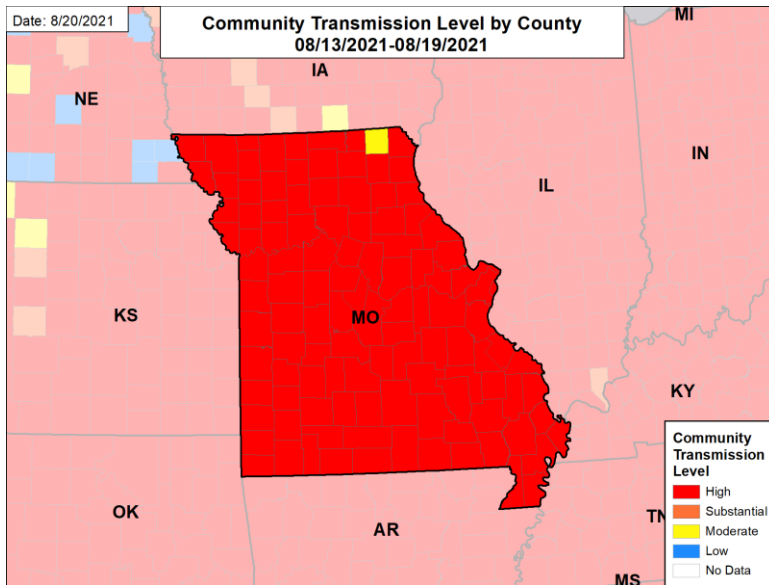 Date: 8/20/2021
Community Transmission Level by County
08/13/2021-08/19/2021
MI
IA
NE
IN
IL
KS
MO
KY
OK
AR
TN
MS
Community
Transmission
Level
High
Substantial
Moderate
Low
No Data